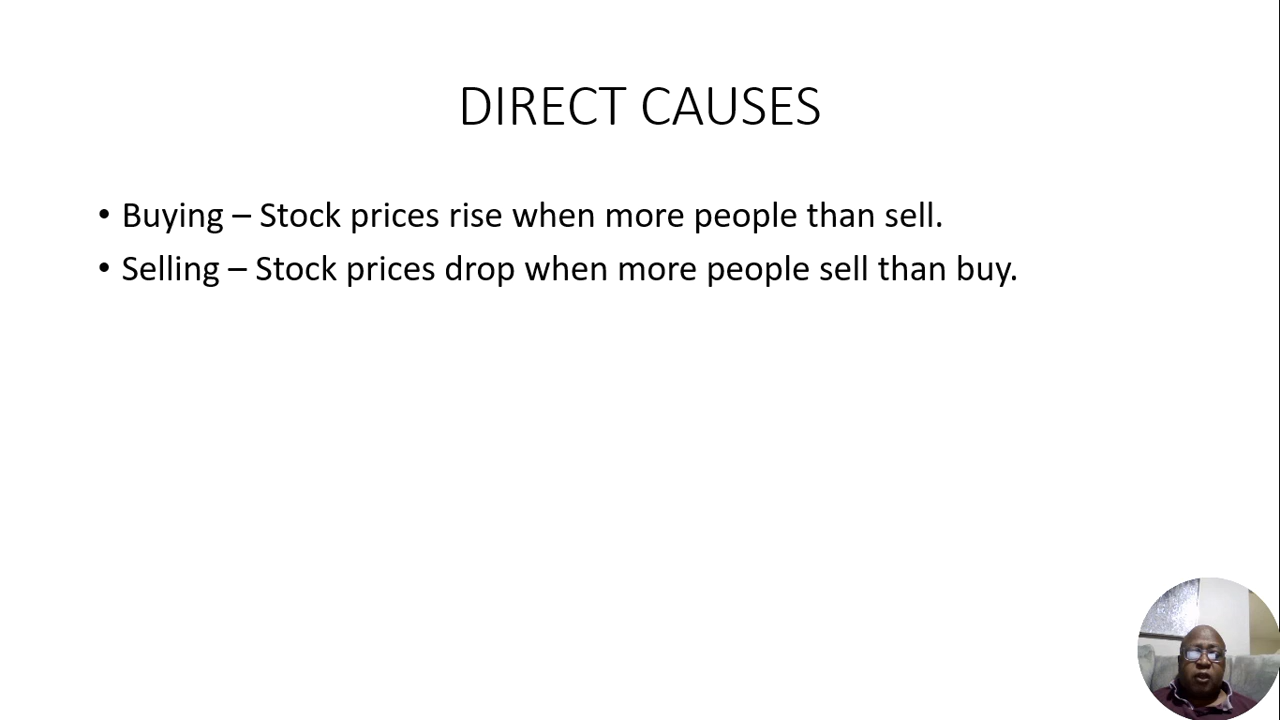 DIRECT CAUSES
• Buying – Stock prices rise when more people than sell.
• Selling – Stock prices drop when more people sell than buy.